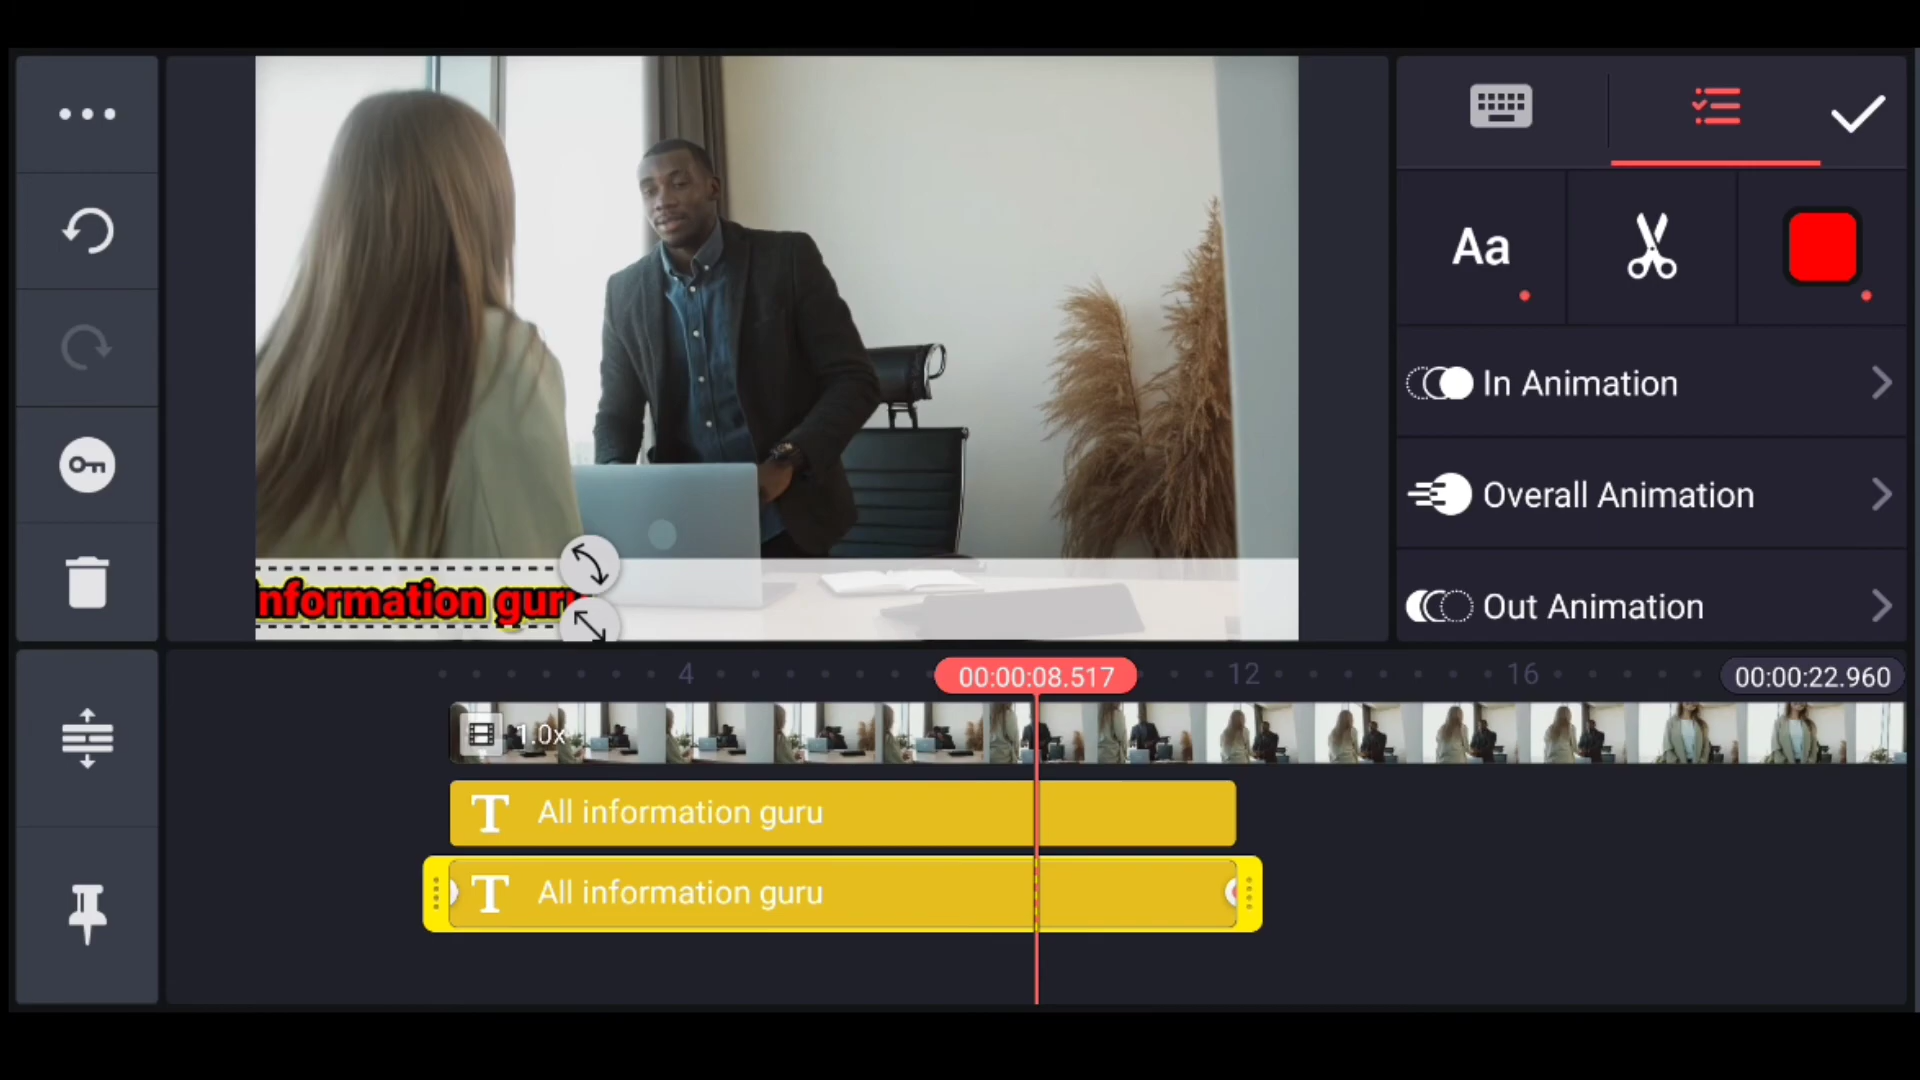 Aa
In Animation
Overall Animation
Out Animation
nformation guru
4
00:00:08.517
12
16
00:00:22.960
1.0x
T All information guru
T All information guru